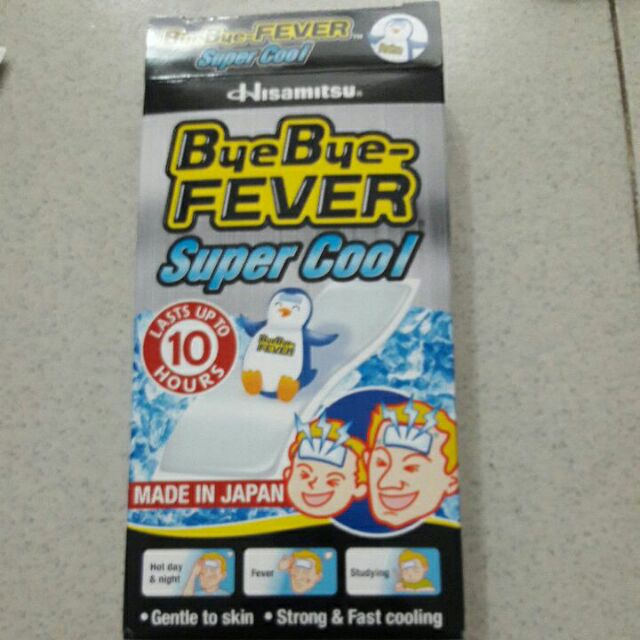 ByeBye-FEVER™
Super Cool
Hisamitsu®
ByeBye-
FEVER®
Super Cool
LASTS UP TO
10
HOURS
ByeBye-
FEVER
MADE IN JAPAN
Hot day
& night
Fever
Studying
• Gentle to skin • Strong & Fast cooling